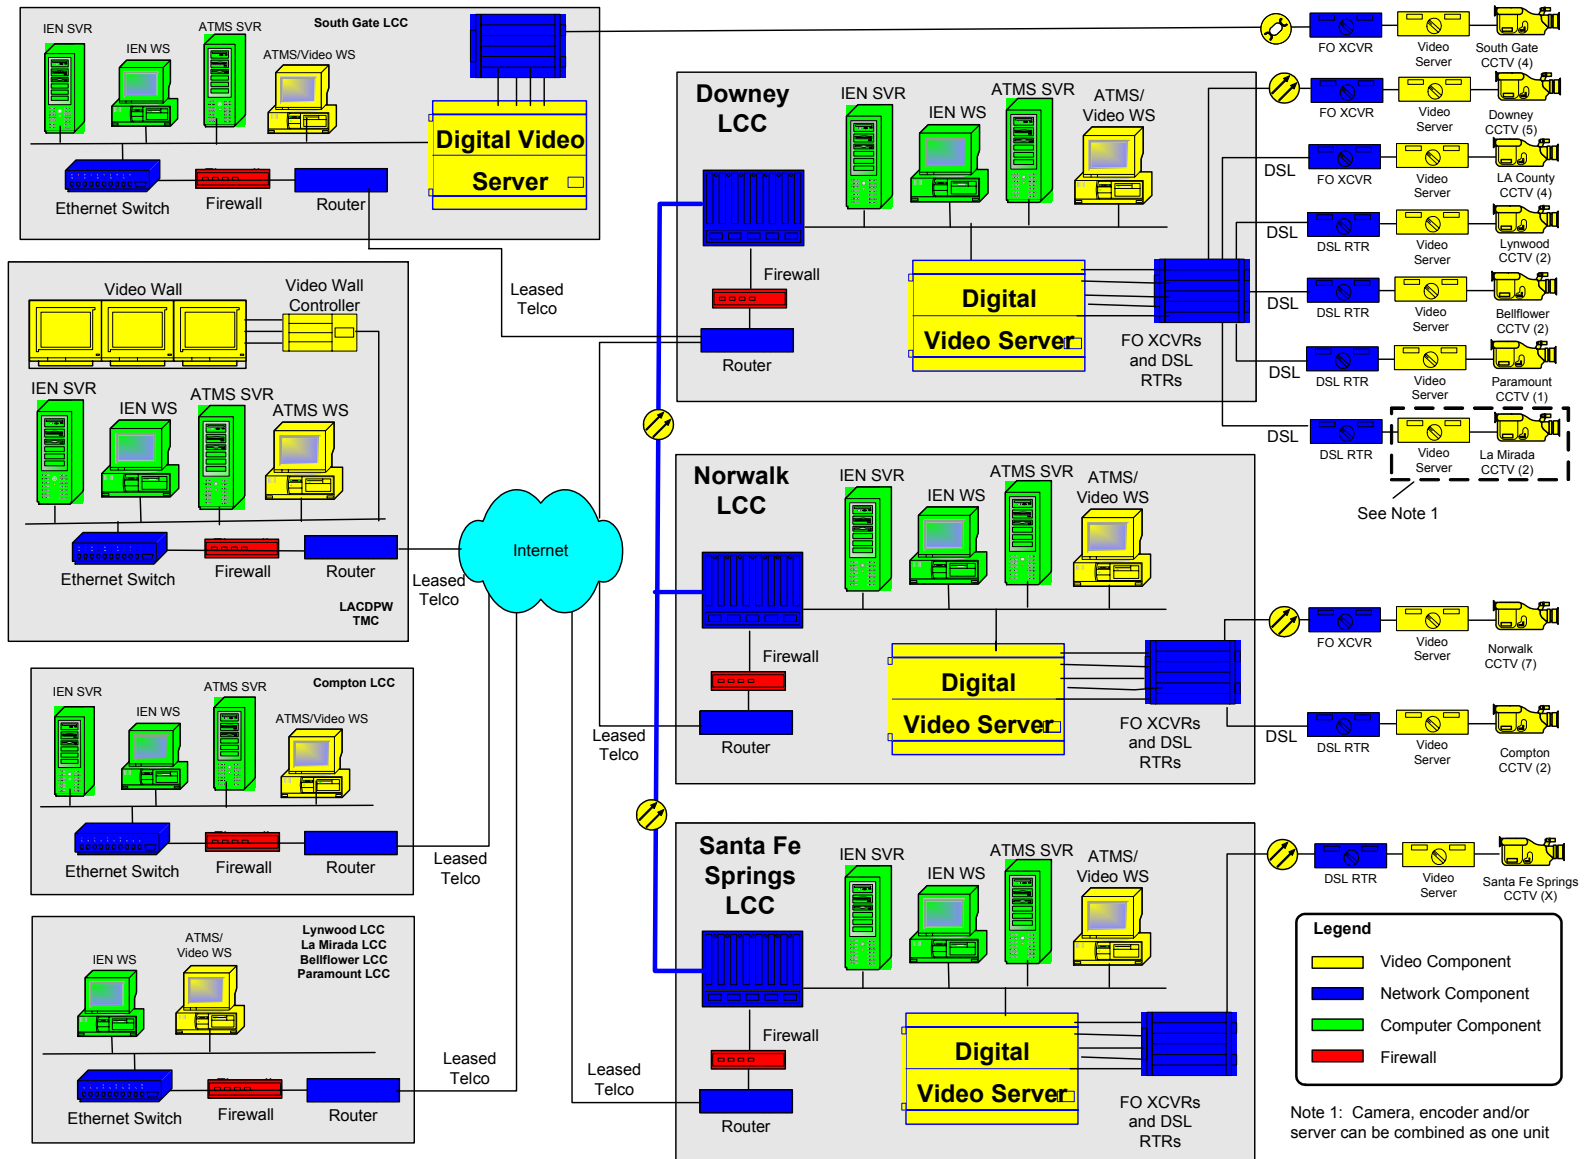 South Gate LCC
IEN SVR
IEN WS
ATMS SVR
ATMS/Video WS
Digital Video
Server
Ethernet Switch
Firewall
Router
Leased
Telco
Video Wall
Video Wall
Controller
IEN SVR
IEN WS
ATMS SVR
ATMS WS
Ethernet Switch
Firewall
Router
Leased
Telco
LACDPW
TMC
Internet
Compton LCC
IEN SVR
IEN WS
ATMS SVR
ATMS/Video WS
Ethernet Switch
Firewall
Router
Leased
Telco
Lynwood LCC
La Mirada LCC
Bellflower LCC
Paramount LCC
IEN WS
ATMS/
Video WS
Ethernet Switch
Firewall
Router
Leased
Telco
Downey
LCC
IEN SVR
IEN WS
ATMS SVR
ATMS/
Video WS
Firewall
Router
Digital
Video Server
FO XCVRs
and DSL
RTRs
Norwalk
LCC
IEN SVR
IEN WS
ATMS SVR
ATMS/
Video WS
Firewall
Router
Leased
Telco
Digital
Video Server
FO XCVRs
and DSL
RTRs
Santa Fe
Springs
LCC
IEN SVR
IEN WS
ATMS SVR
ATMS/
Video WS
Firewall
Router
Leased
Telco
Digital
Video Server
FO XCVRs
and DSL
RTRs
FO XCVR
Video
Server
South Gate
CCTV (4)
FO XCVR
Video
Server
Downey
CCTV (5)
DSL
FO XCVR
Video
Server
LA County
CCTV (4)
DSL
DSL RTR
Video
Server
Lynwood
CCTV (2)
DSL
DSL RTR
Video
Server
Bellflower
CCTV (2)
DSL
DSL RTR
Video
Server
Paramount
CCTV (1)
DSL
DSL RTR
Video
Server
La Mirada
CCTV (2)
See Note 1
FO XCVR
Video
Server
Norwalk
CCTV (7)
DSL
DSL RTR
Video
Server
Compton
CCTV (2)
DSL RTR
Video
Server
Santa Fe Springs
CCTV (X)
Legend
Video Component
Network Component
Computer Component
Firewall
Note 1: Camera, encoder and/or
server can be combined as one unit